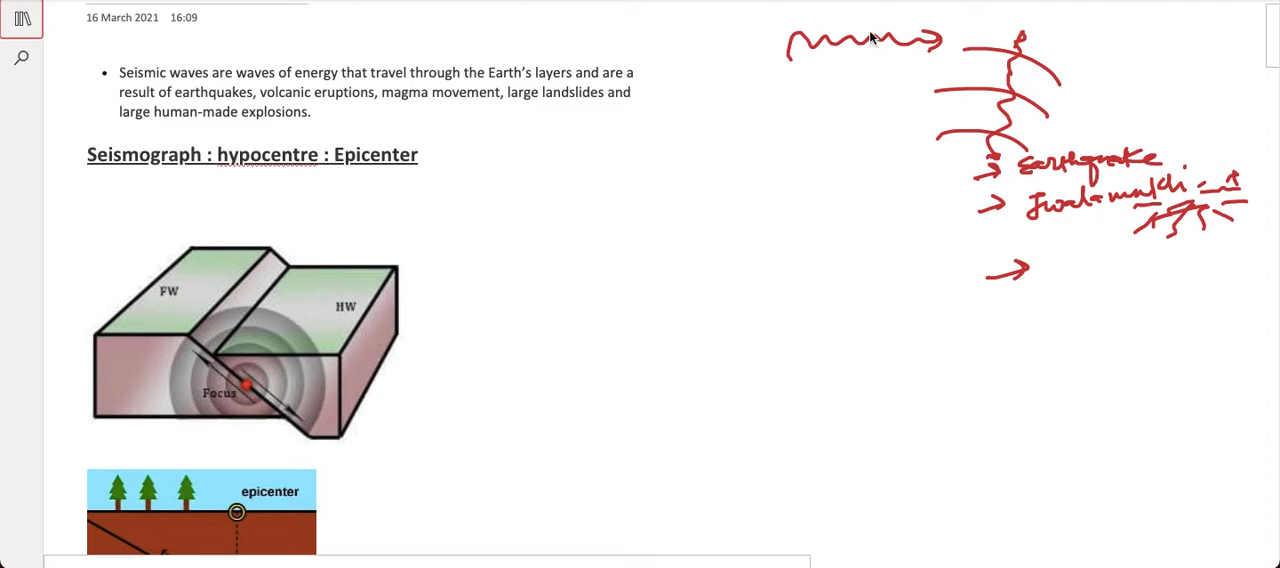 16 March 2021 16:09
• Seismic waves are waves of energy that travel through the Earth's layers and are a
result of earthquakes, volcanic eruptions, magma movement, large landslides and
large human-made explosions.
Seismograph : hypocentre : Epicenter
Earthquake
FW
HW
Focus
epicenter